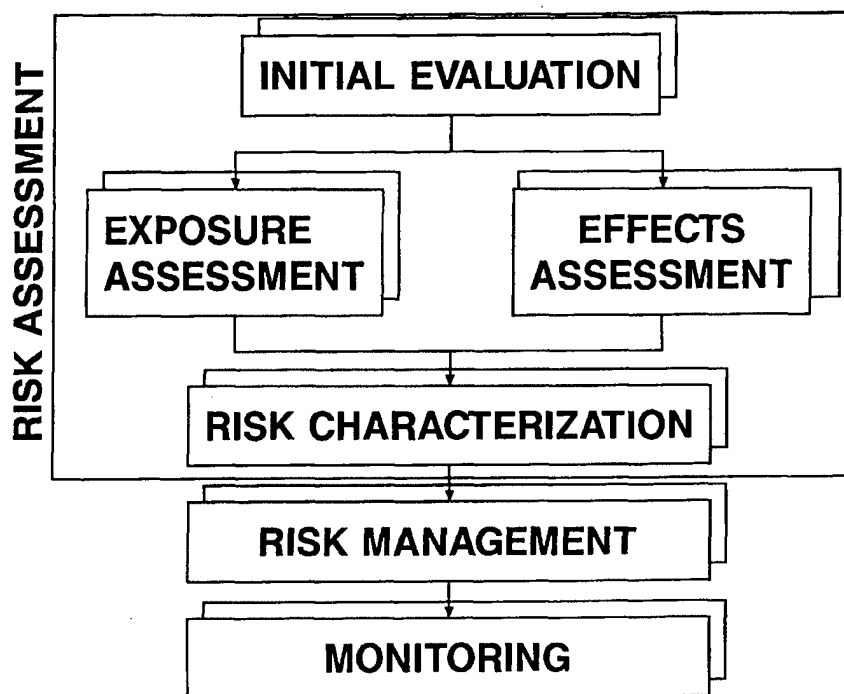 RISK ASSESSMENT
INITIAL EVALUATION
EXPOSURE
ASSESSMENT
EFFECTS
ASSESSMENT
RISK CHARACTERIZATION
RISK MANAGEMENT
MONITORING